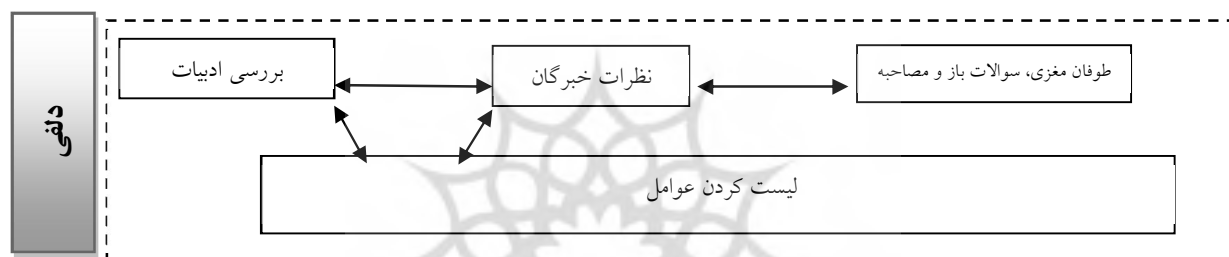 دلفی
طوفان مغزی، سوالات باز و مصاحبه
نظرات خبرگان
بررسی ادبیات
لیست کردن عوامل